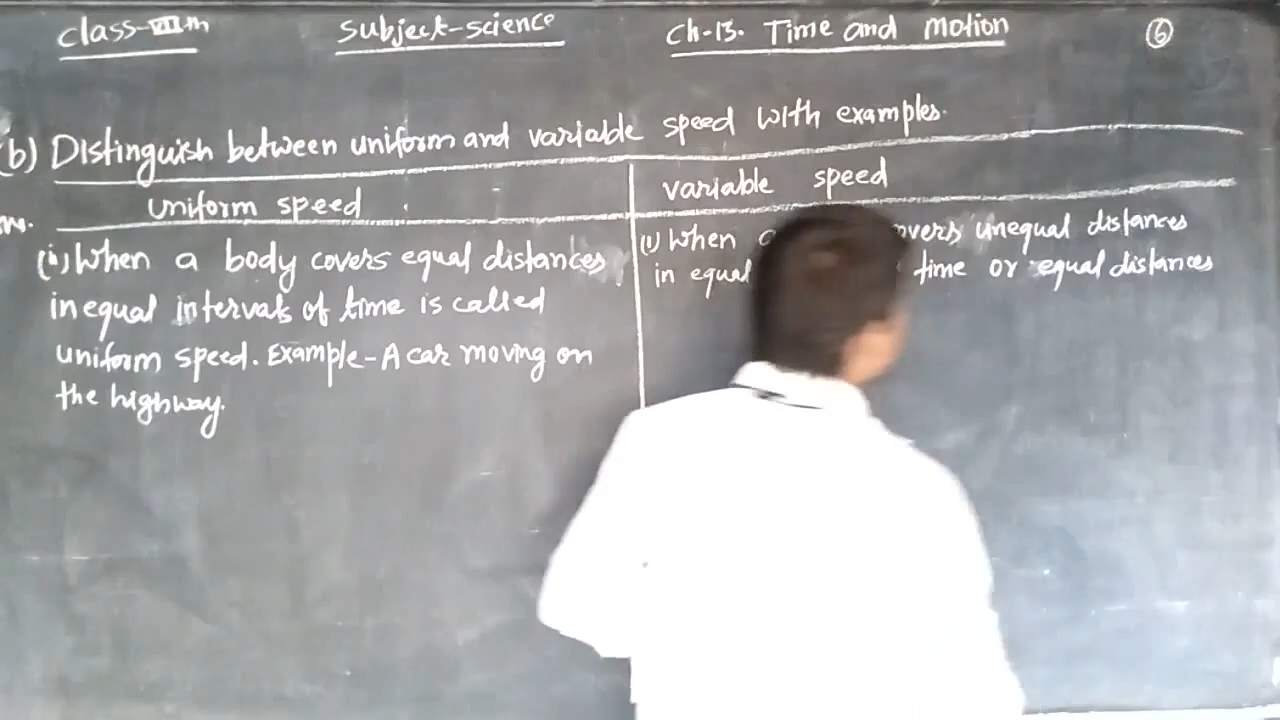 class-VIIth subject-science Ch-13. Time and Motion 6
(b) Distinguish between uniform and variable speed with examples.
uniform speed variable speed
(i) When a body covers equal distances
in equal intervals of time is called
uniform speed. Example-A car moving on
the highway.
(i) When unequal distances
in equal time or equal distances